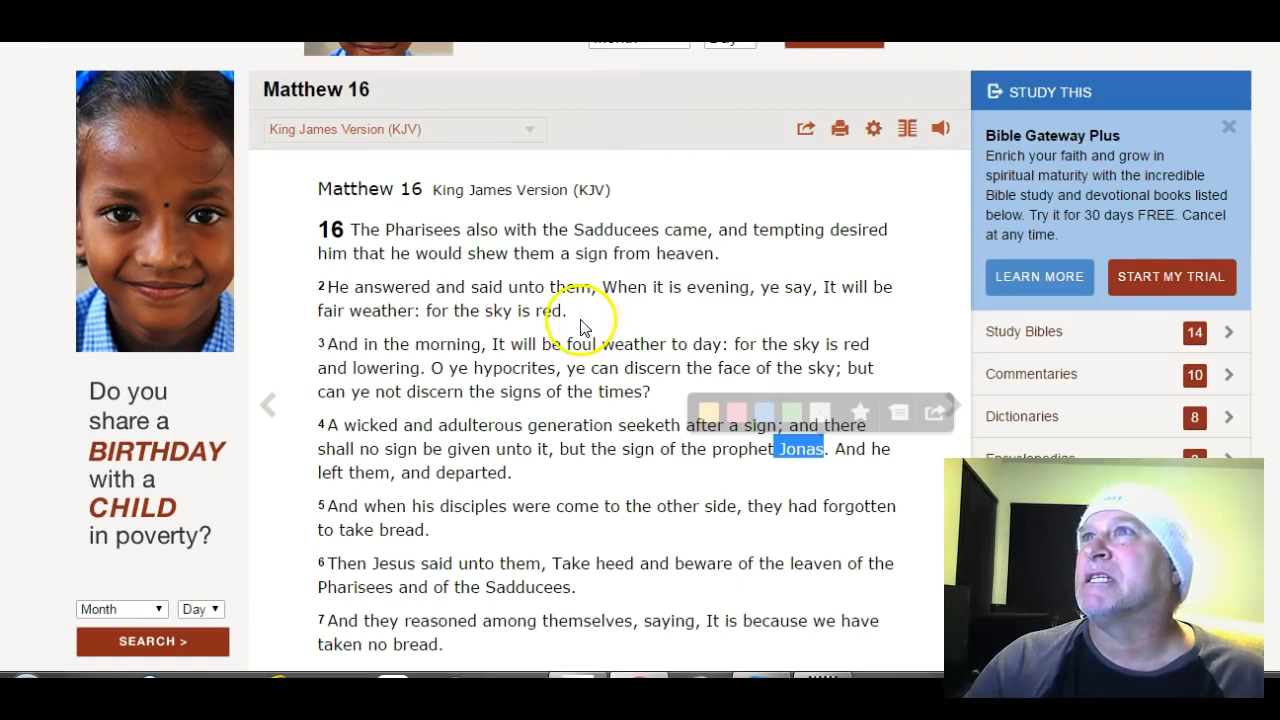 Matthew 16
King James Version (KJV)
Matthew 16 King James Version (KJV)
16 The Pharisees also with the Sadducees came, and tempting desired
him that he would shew them a sign from heaven.
2 He answered and said unto them, When it is evening, ye say, It will be
fair weather: for the sky is red.
3 And in the morning, It will be foul weather to day: for the sky is red
and lowering. O ye hypocrites, ye can discern the face of the sky; but
can ye not discern the signs of the times?
4 A wicked and adulterous generation seeketh after a sign; and there
shall no sign be given unto it, but the sign of the prophet Jonas. And he
left them, and departed.
5 And when his disciples were come to the other side, they had forgotten
to take bread.
6 Then Jesus said unto them, Take heed and beware of the leaven of the
Pharisees and of the Sadducees.
7 And they reasoned among themselves, saying, It is because we have
taken no bread.
Do you
share a
BIRTHDAY
with a
CHILD
in poverty?
Month Day
SEARCH >
STUDY THIS
Bible Gateway Plus
Enrich your faith and grow in
spiritual maturity with the incredible
Bible study and devotional books listed
below. Try it for 30 days FREE. Cancel
at any time.
LEARN MORE START MY TRIAL
Study Bibles 14
Commentaries 10
Dictionaries 8